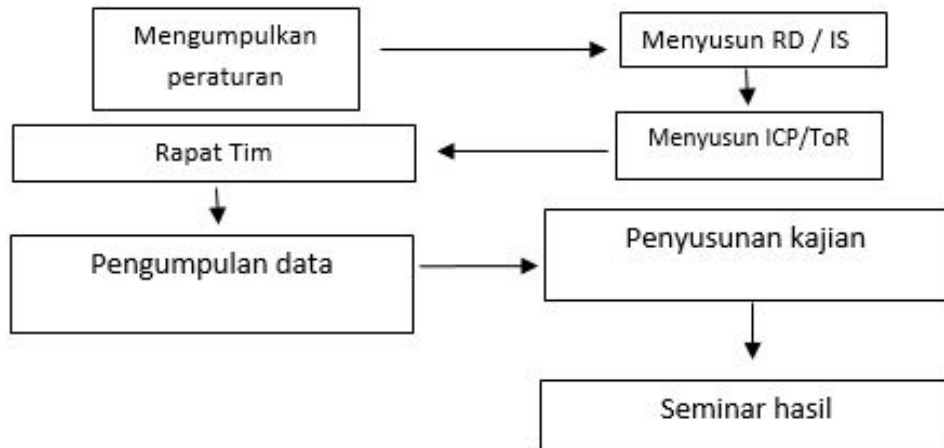 Mengumpulkan
peraturan
Menyusun RD / IS
Menyusun ICP/ToR
Rapat Tim
Pengumpulan data
Penyusunan kajian
Seminar hasil